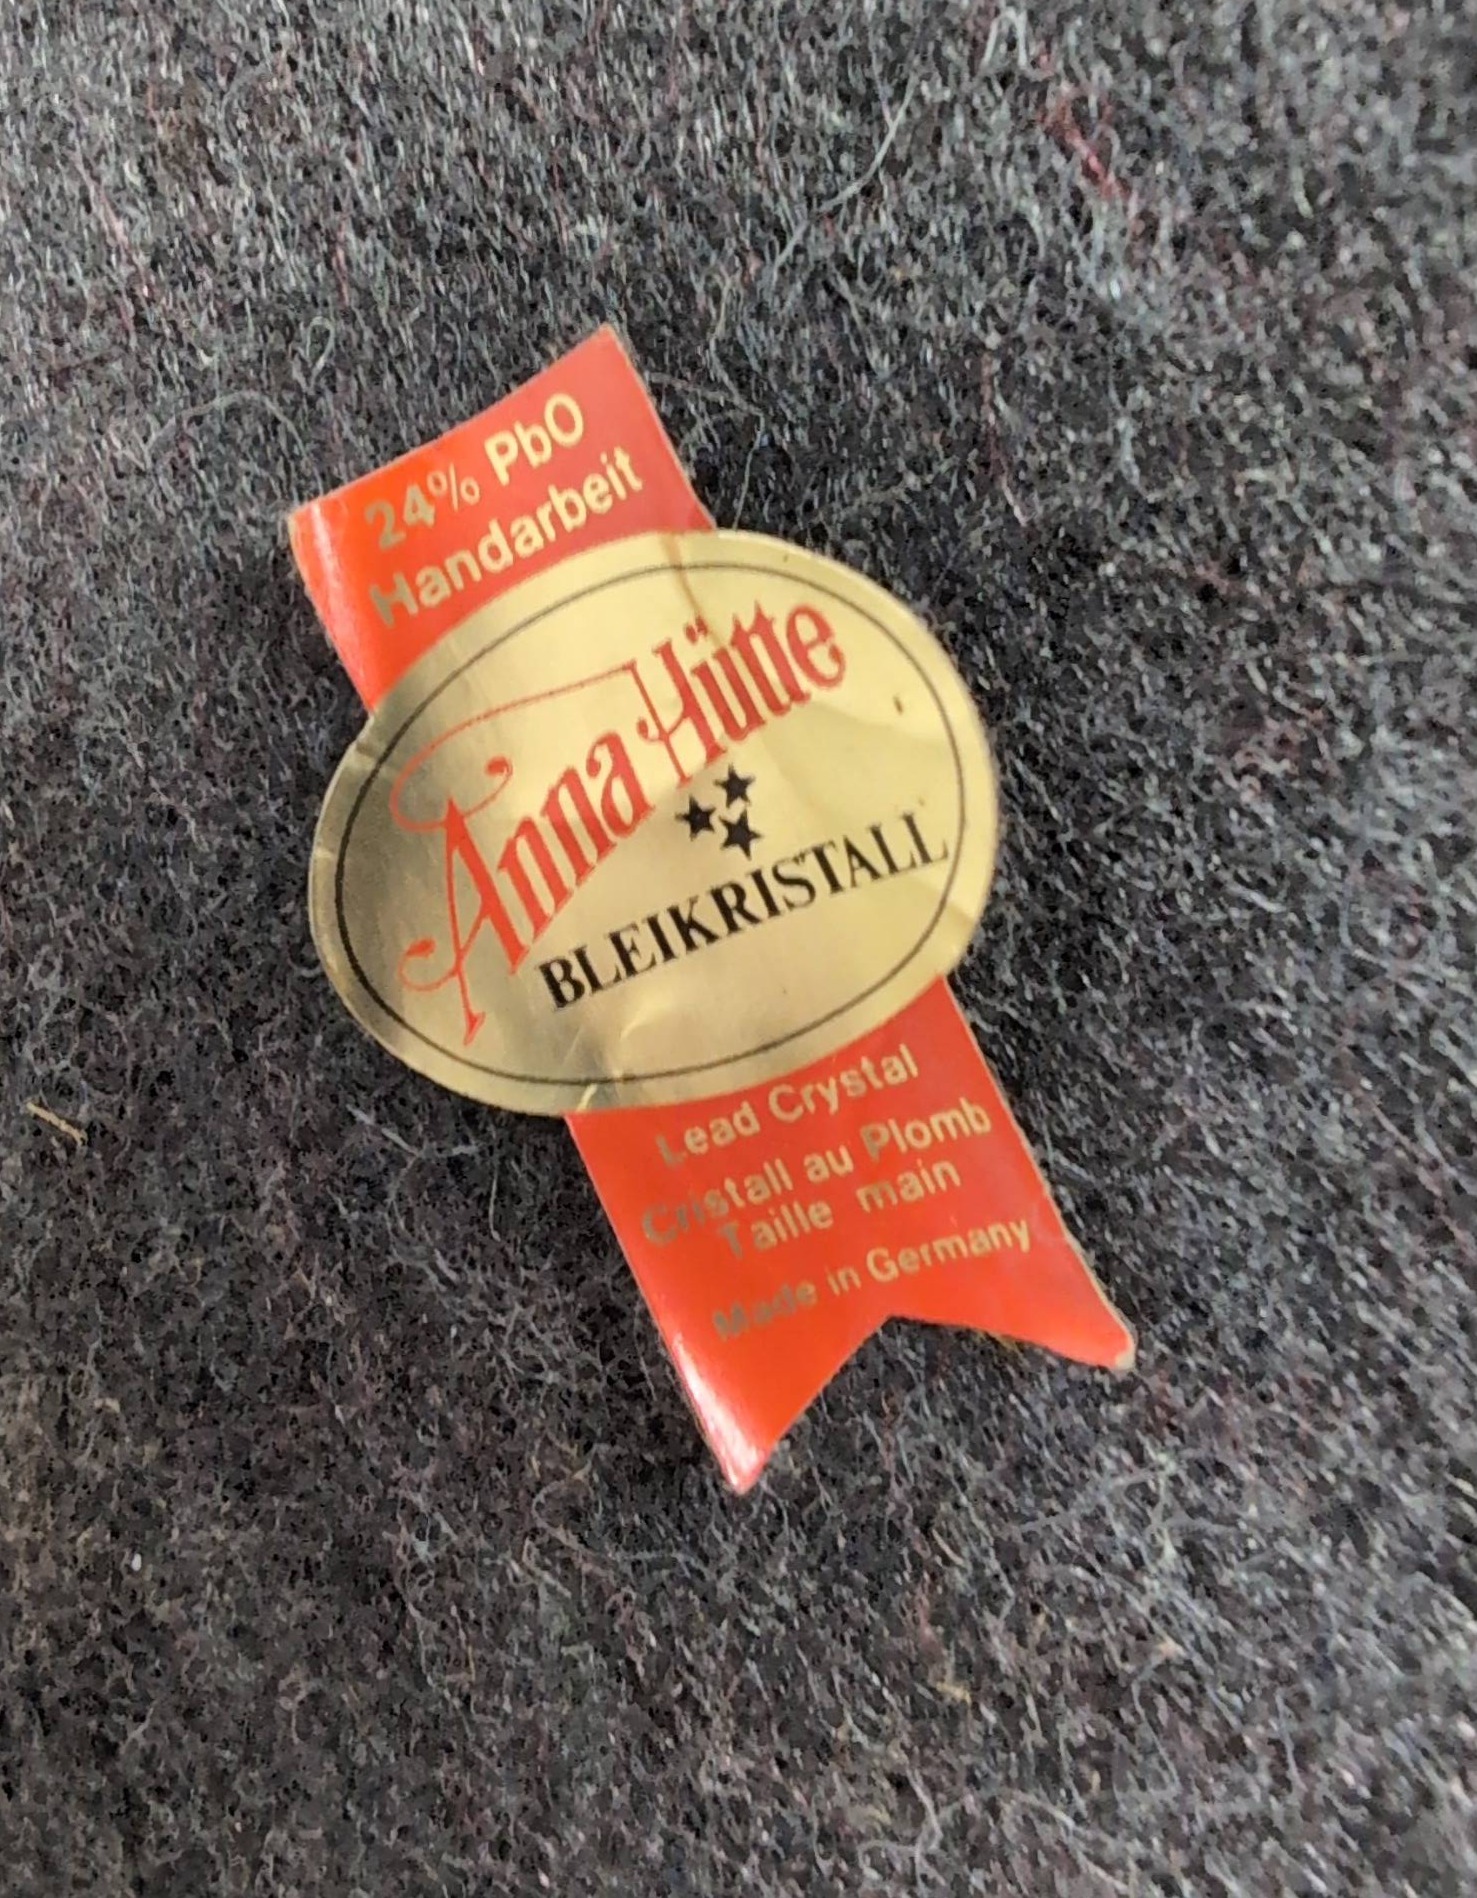 24% PbO
Handarbeit
Anna Hütte
BLEIKRISTALL
Lead Crystal
Cristall au Plomb
Taille main
Made in Germany